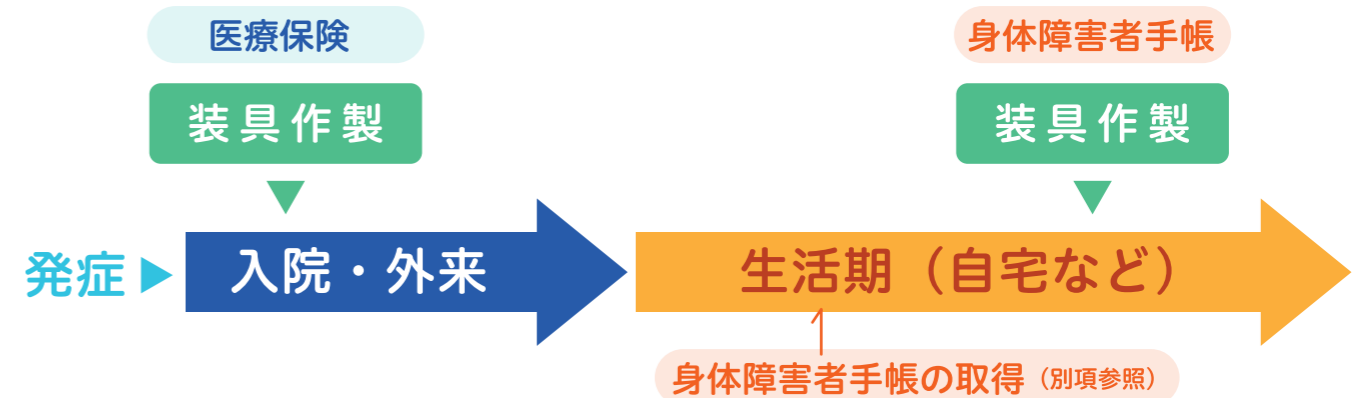 医療保険
身体障害者手帳
装具作製
装具作製
発症
入院・外来
生活期（自宅など）
身体障害者手帳の取得（別項参照）